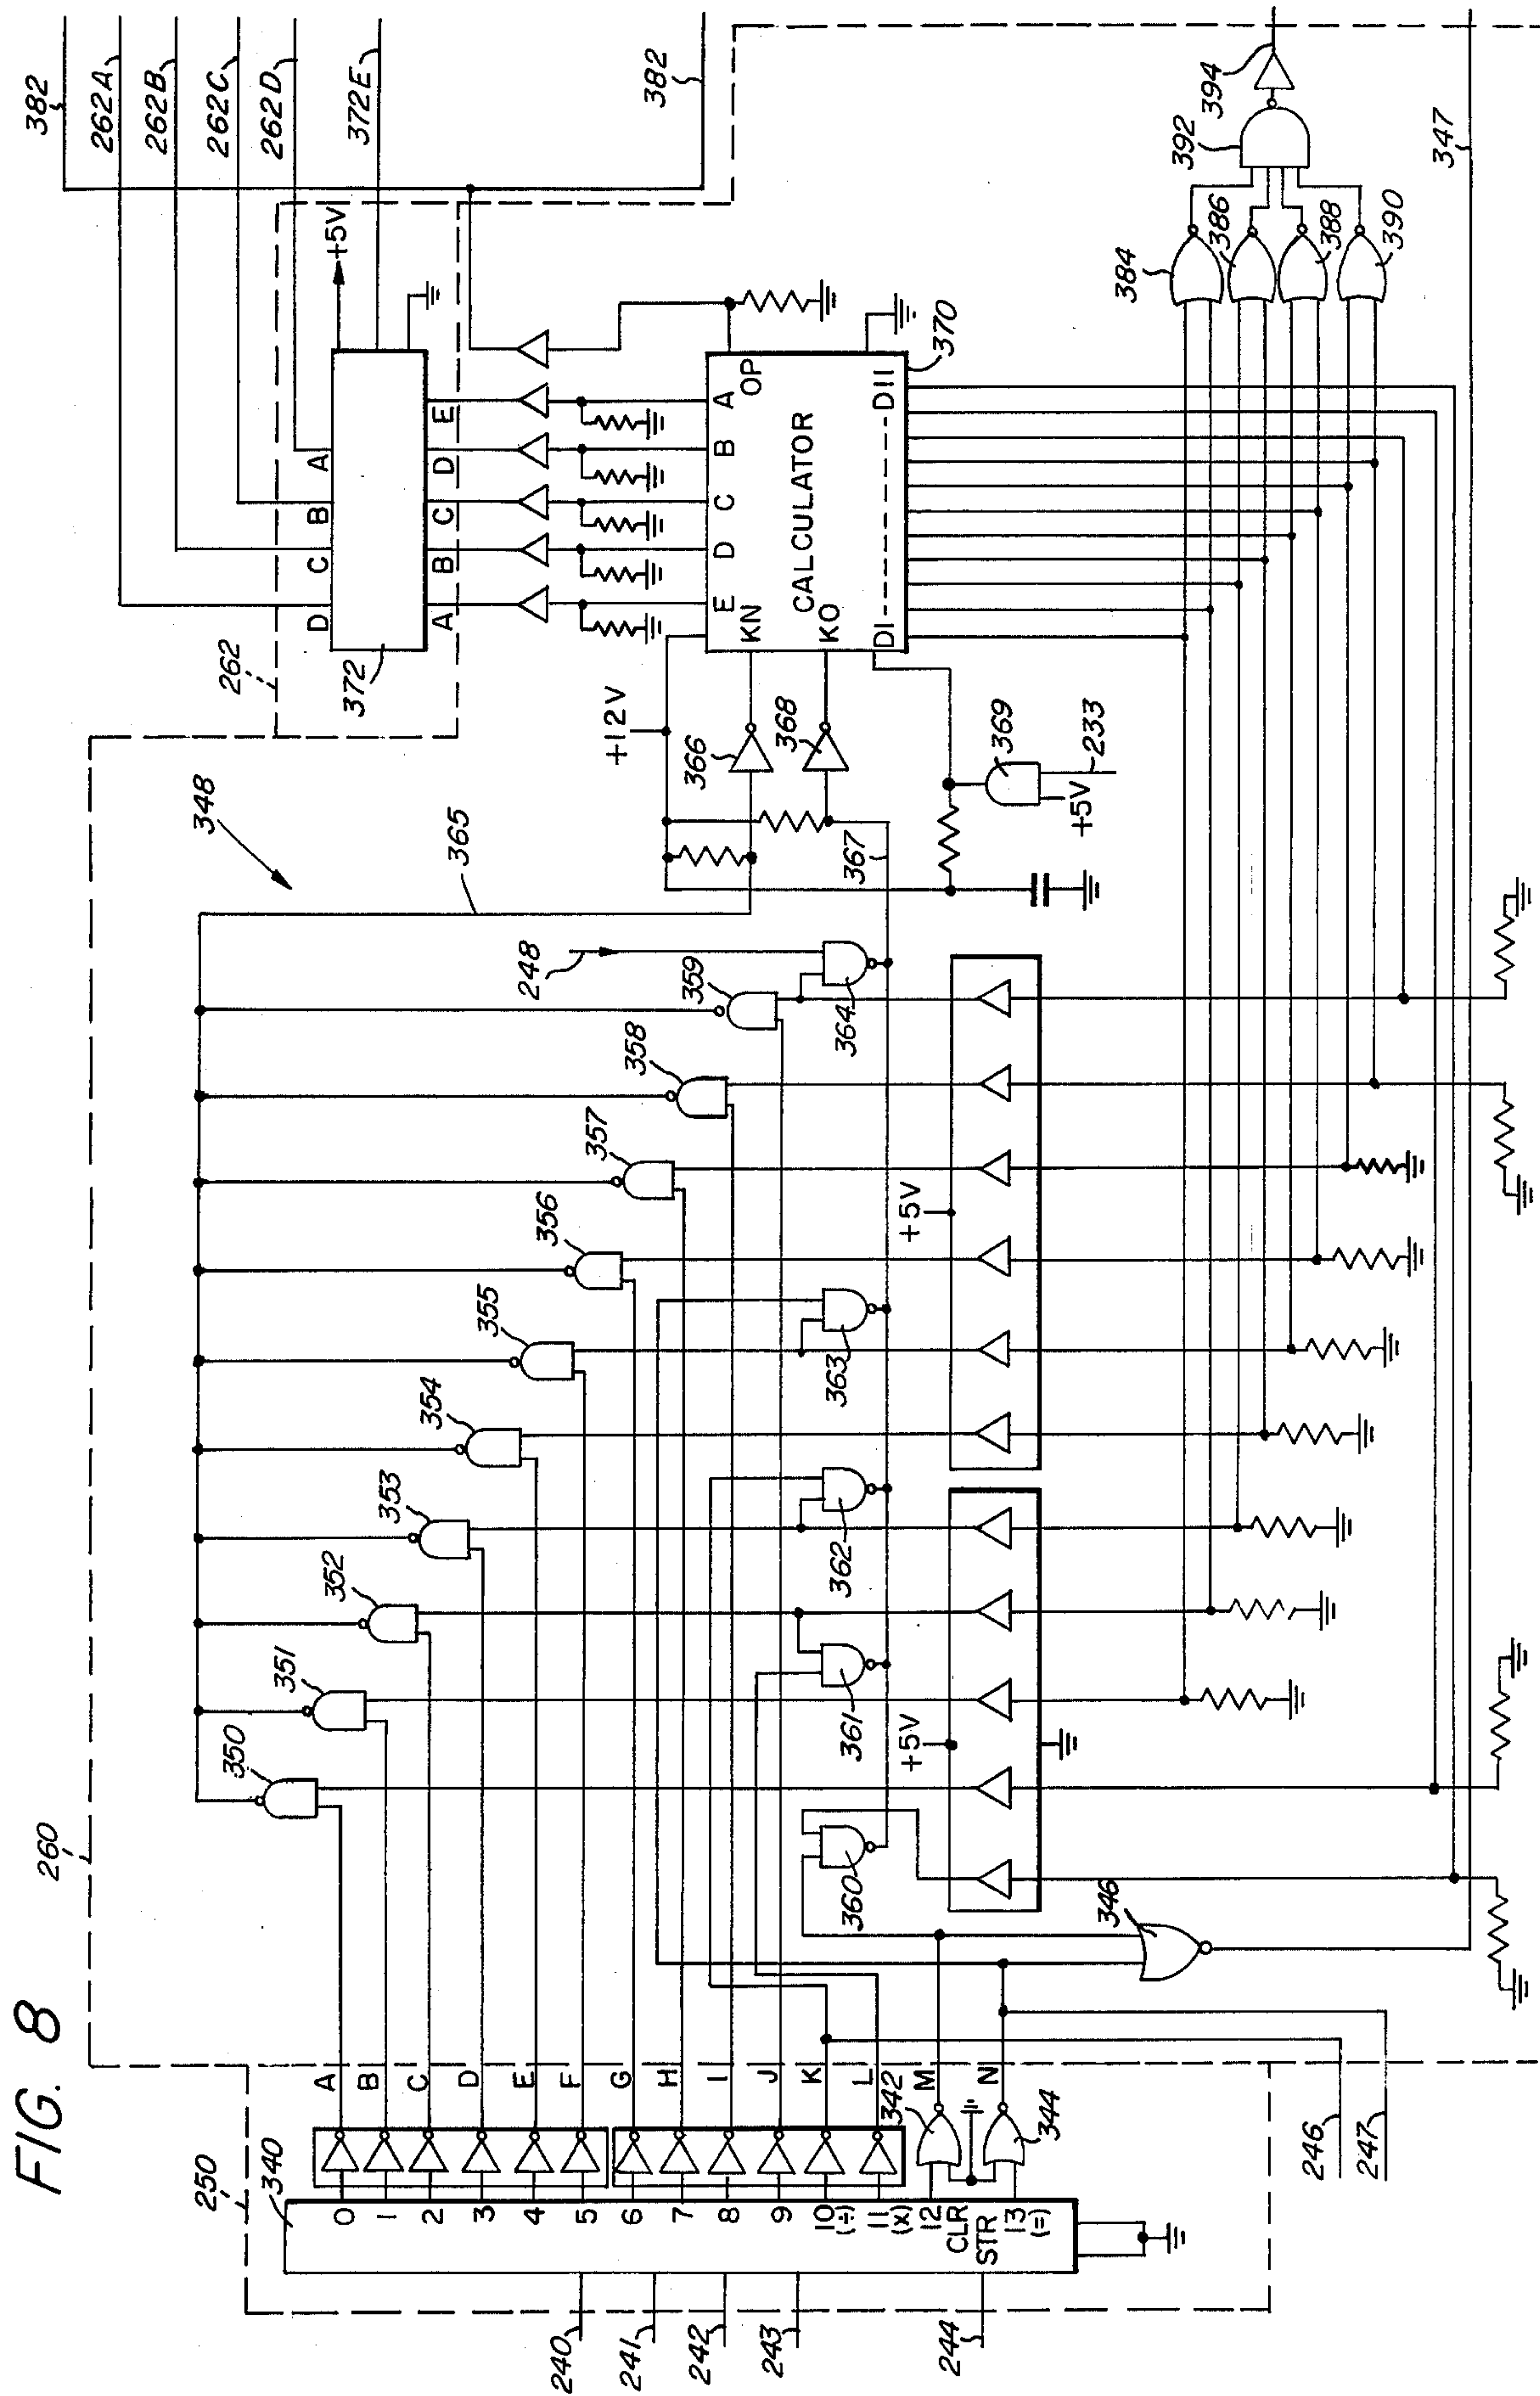 FIG. 8
260
250
340
0
1
2
3
4
5
6
7
8
9
10
(÷)
11
(x)
12
CLR
STR
13
(=)
A
B
C
D
E
F
G
H
I
J
K
L
M
N
342
344
240
241
242
243
244
246
247
346
347
348
350
351
352
353
354
355
356
357
358
359
360
361
362
363
364
248
365
367
+5V
+5V
+12V
366
368
369
+5V
233
KN
KO
E
D
C
B
A
OP
CALCULATOR
D1-----D11
370
262
372
A
B
C
D
E
D
C
B
A
+5V
382
262A
262B
262C
262D
372E
382
384
386
388
390
392
394